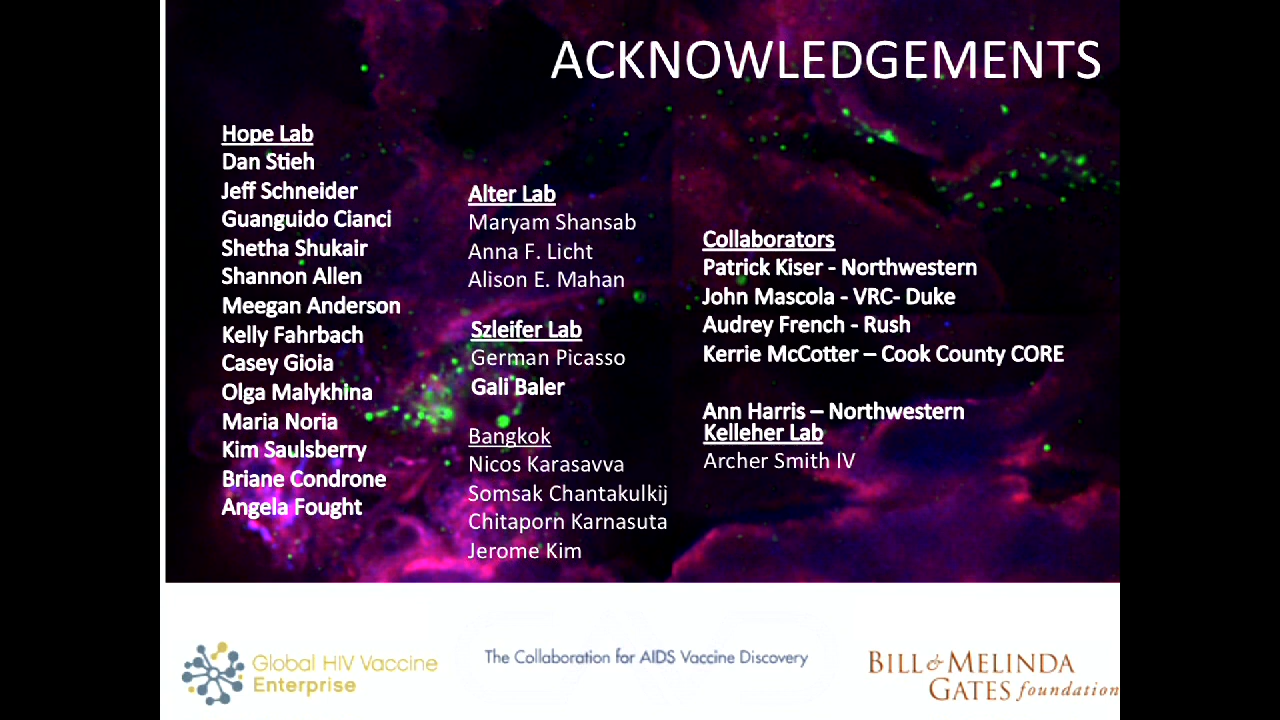 ACKNOWLEDGEMENTS
Hope Lab
Dan Stieh
Jeff Schneider
Guanguido Cianci
Shetha Shukair
Shannon Allen
Meegan Anderson
Kelly Fahrbach
Casey Gioia
Olga Malykhina
Maria Noria
Kim Saulsberry
Briane Condrone
Angela Fought
Alter Lab
Maryam Shansab
Anna F. Licht
Alison E. Mahan
Szleifer Lab
German Picasso
Gali Baler
Bangkok
Nicos Karasavva
Somsak Chantakulkij
Chitaporn Karnasuta
Jerome Kim
Collaborators
Patrick Kiser - Northwestern
John Mascola - VRC- Duke
Audrey French - Rush
Kerrie McCotter – Cook County CORE
Ann Harris – Northwestern
Kelleher Lab
Archer Smith IV
Global HIV Vaccine
Enterprise
The Collaboration for AIDS Vaccine Discovery
BILL & MELINDA
GATES foundation